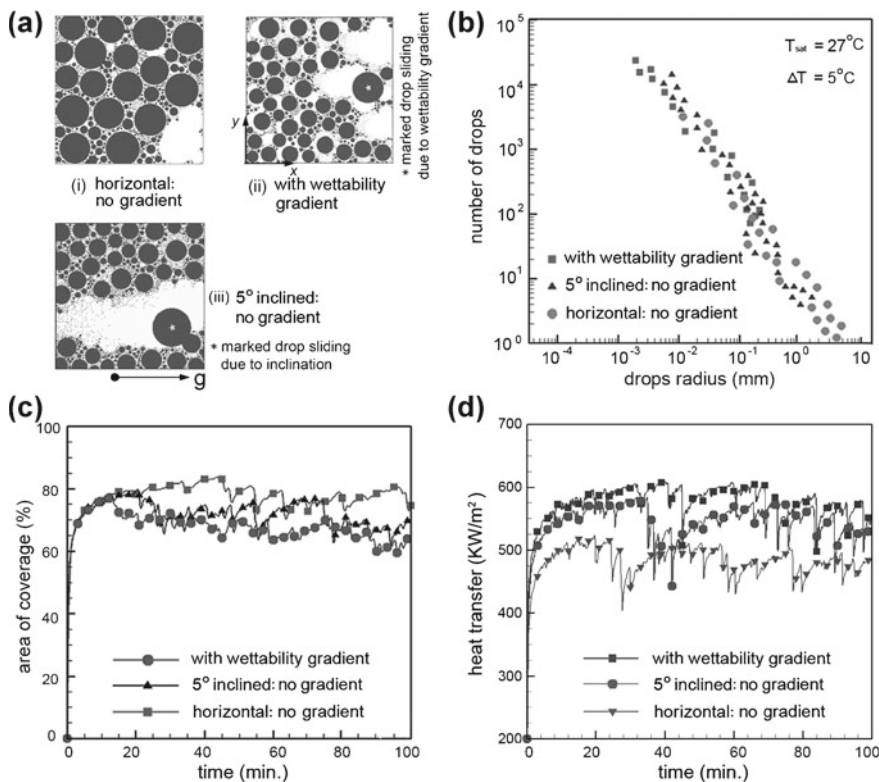 (a)
(i) horizontal:
no gradient
y
x
(ii) with wettability
gradient
* marked drop sliding
due to wettability gradient
*
(iii) 5° inclined:
no gradient
* marked drop sliding
due to inclination
*
g
(b)
number of drops
10^5
10^4
10^3
10^2
10^1
10^0
T_sat = 27°C
ΔT = 5°C
with wettability gradient
5° inclined: no gradient
horizontal: no gradient
10^-4 10^-3 10^-2 10^-1 10^0 10
drops radius (mm)
(c)
area of coverage (%)
100
80
60
40
20
0
with wettability gradient
5° inclined: no gradient
horizontal: no gradient
0 20 40 60 80 100
time (min.)
(d)
heat transfer (KW/m²)
700
600
500
400
300
200
with wettability gradient
5° inclined: no gradient
horizontal: no gradient
0 20 40 60 80 100
time (min.)